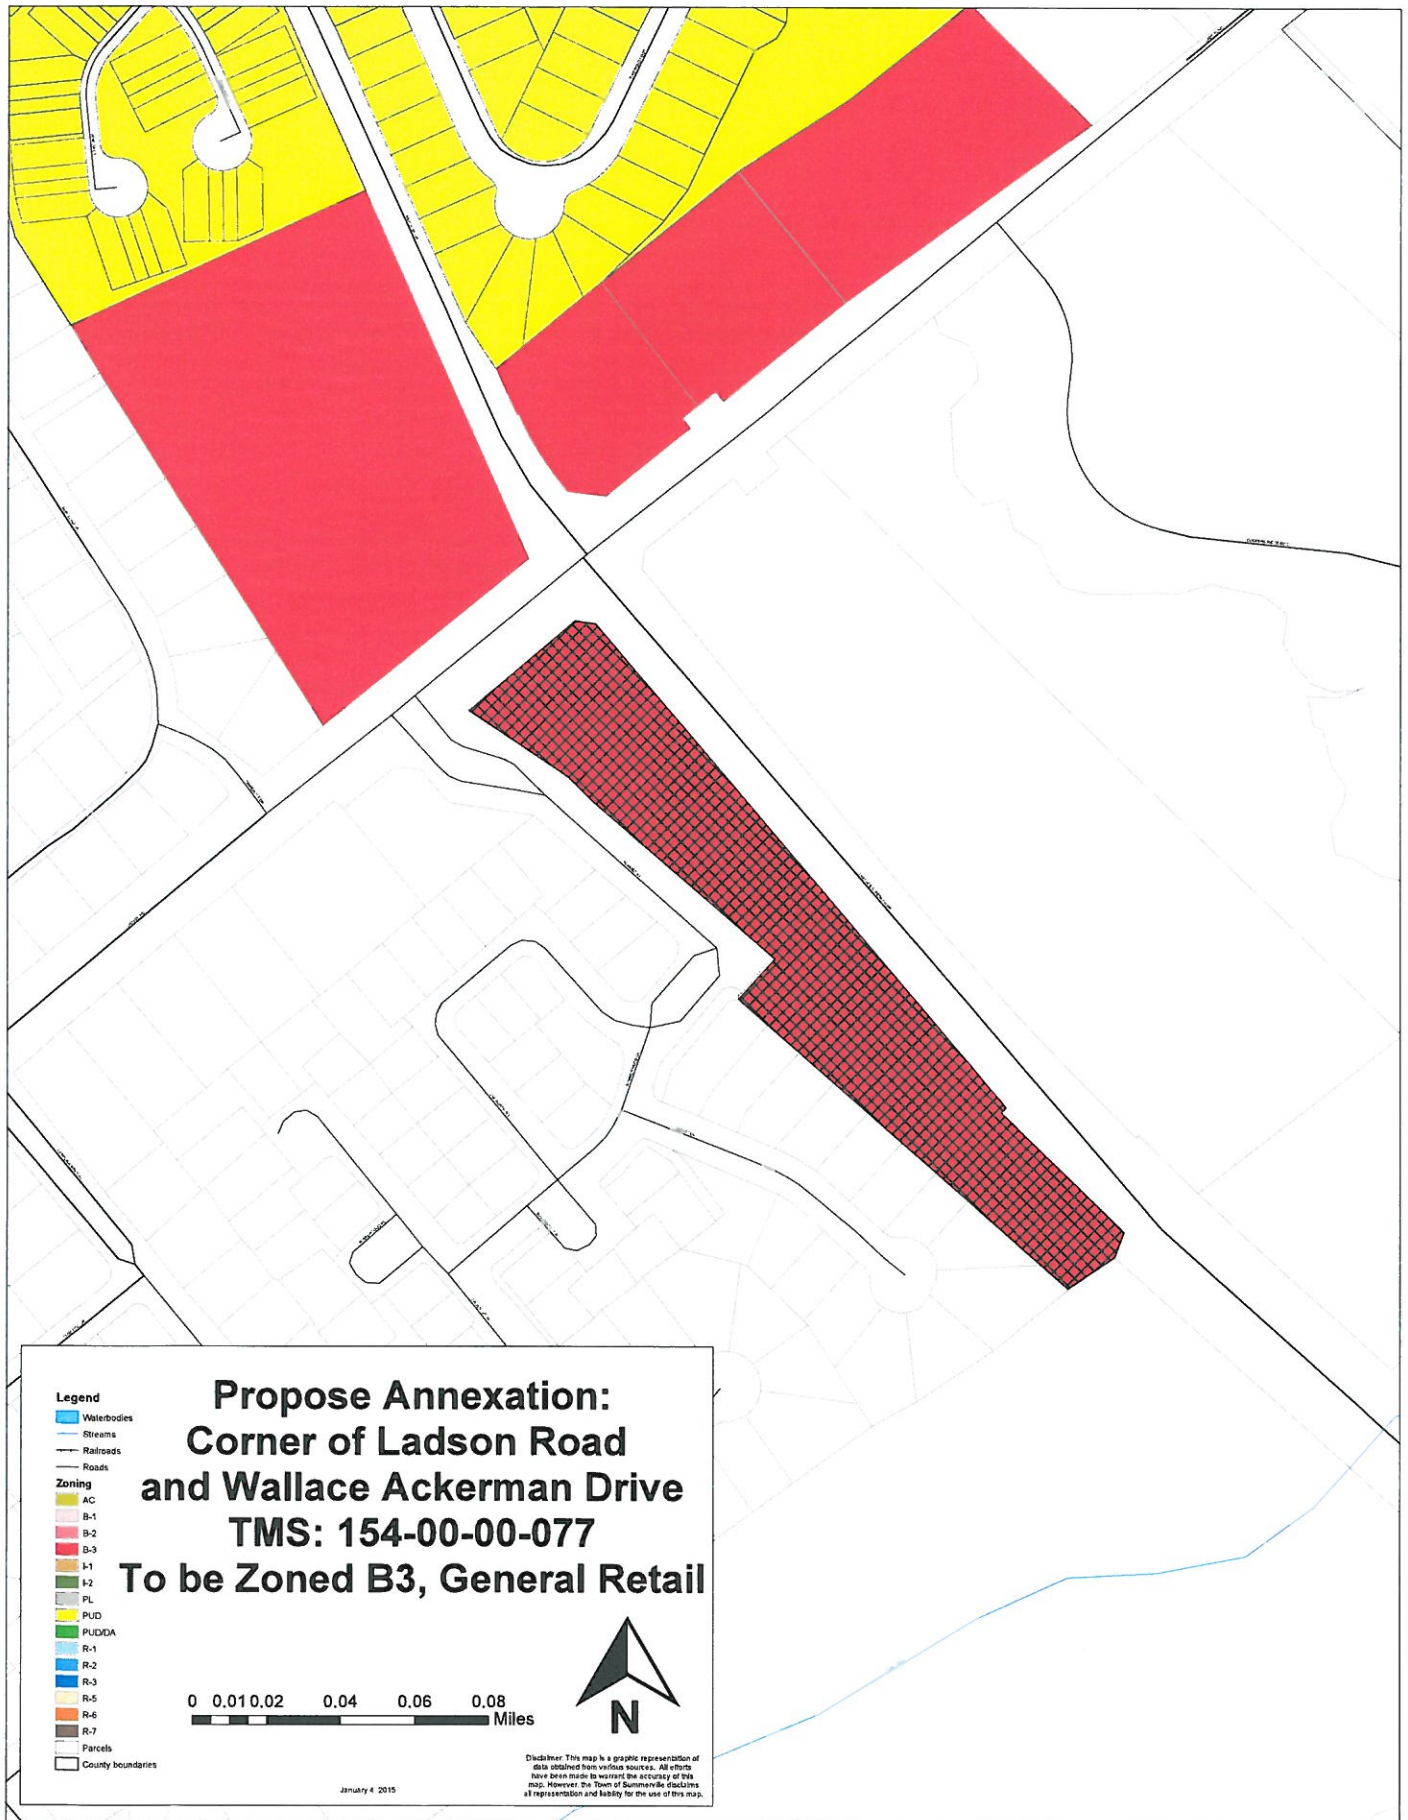 Legend
Waterbodies
Streams
Railroads
Roads
Zoning
AC
B-1
B-2
B-3
I-1
I-2
PL
PUD
PUD/DA
R-1
R-2
R-3
R-5
R-6
R-7
Parcels
County boundaries
Propose Annexation:
Corner of Ladson Road
and Wallace Ackerman Drive
TMS: 154-00-00-077
To be Zoned B3, General Retail
0 0.01 0.02 0.04 0.06 0.08
Miles
N
January 4 2015
Disclaimer: This map is a graphic representation of
data obtained from various sources. All efforts
have been made to warrant the accuracy of this
map. However, the Town of Summerville disclaims
all representation and liability for the use of this map.